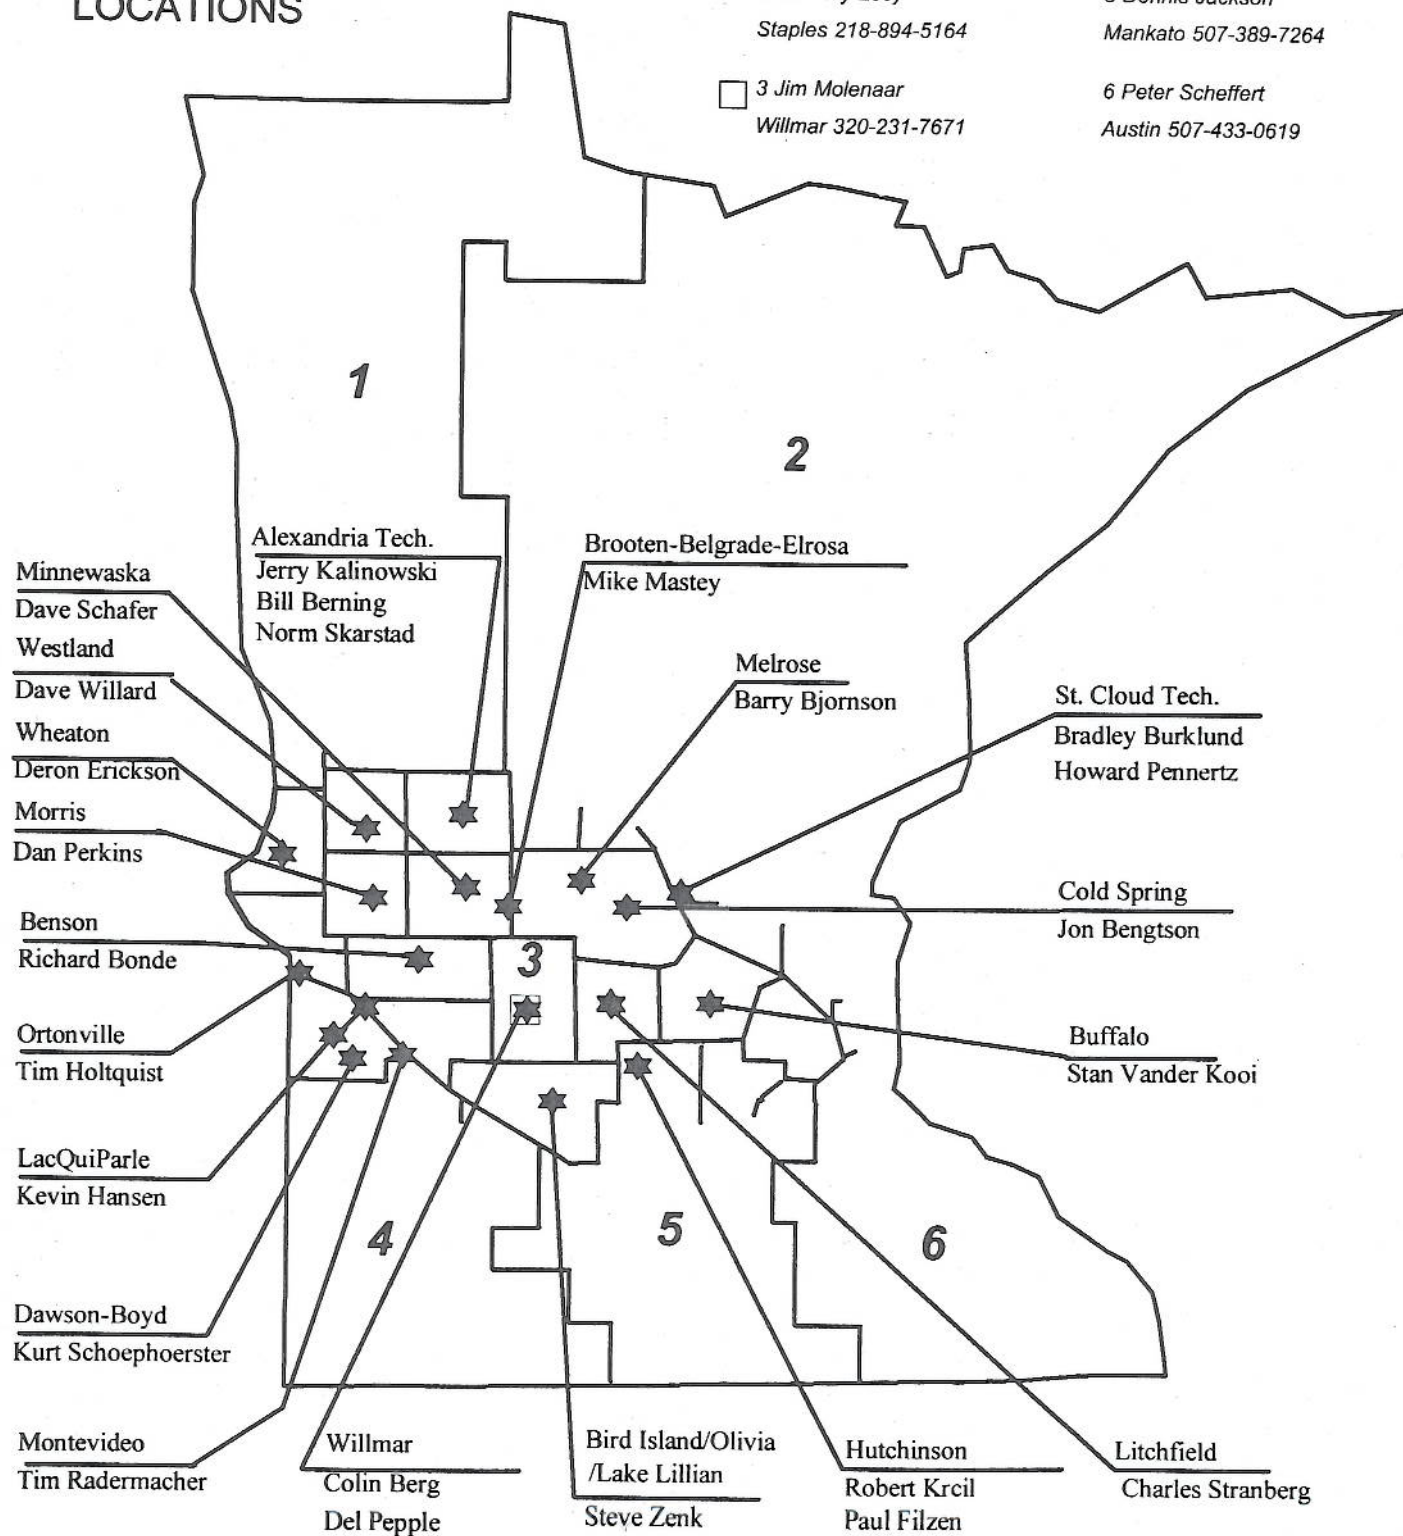 LOCATIONS
Staples 218-894-5164
Mankato 507-389-7264
3 Jim Molenaar
Willmar 320-231-7671
6 Peter Scheffert
Austin 507-433-0619
1
2
Alexandria Tech.
Jerry Kalinowski
Bill Berning
Norm Skarstad
Brooten-Belgrade-Elrosa
Mike Mastey
Minnewaska
Dave Schafer
Westland
Dave Willard
Wheaton
Deron Erickson
Morris
Dan Perkins
Melrose
Barry Bjornson
St. Cloud Tech.
Bradley Burklund
Howard Pennertz
Cold Spring
Jon Bengtson
Benson
Richard Bonde
3
Ortonville
Tim Holtquist
Buffalo
Stan Vander Kooi
LacQuiParle
Kevin Hansen
4
5
6
Dawson-Boyd
Kurt Schoephoerster
Montevideo
Tim Radermacher
Willmar
Colin Berg
Del Pepple
Bird Island/Olivia
/Lake Lillian
Steve Zenk
Hutchinson
Robert Krcil
Paul Filzen
Litchfield
Charles Stranberg